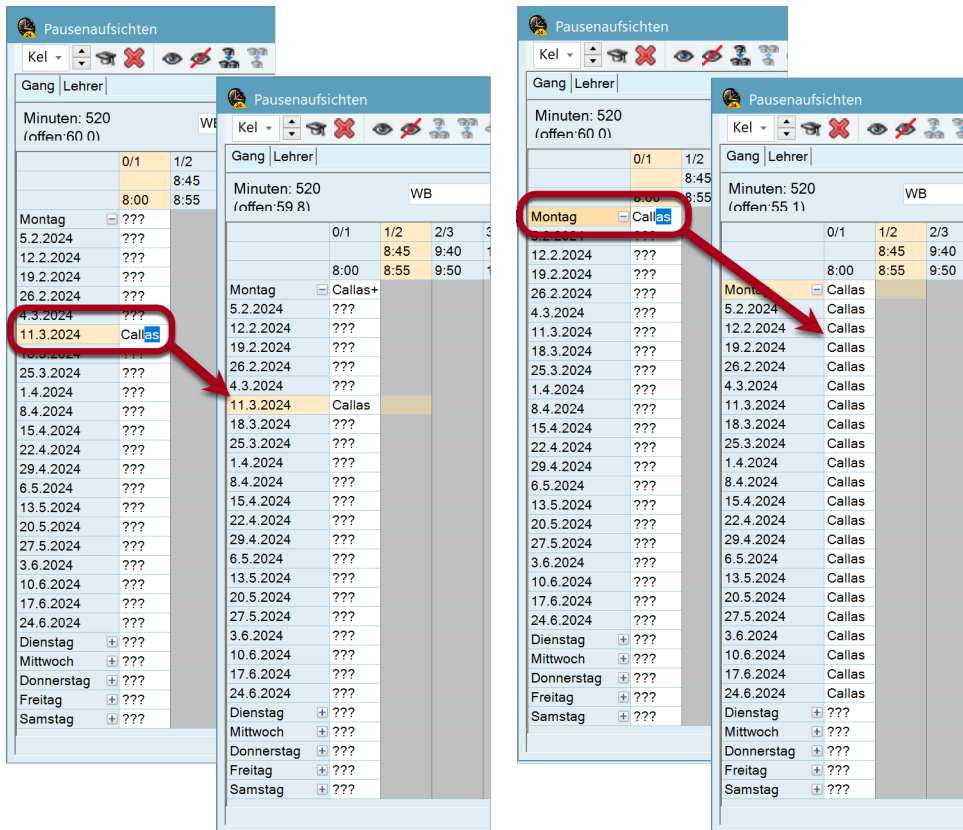 Pausenaufsichten
Kel
Gang Lehrer
Minuten: 520
(offen:60.0)
0/1 1/2
8:45
8:00 8:55
Montag ???
5.2.2024 ???
12.2.2024 ???
19.2.2024 ???
26.2.2024 ???
4.3.2024 ???
11.3.2024 Callas
18.3.2024 ???
25.3.2024 ???
1.4.2024 ???
8.4.2024 ???
15.4.2024 ???
22.4.2024 ???
29.4.2024 ???
6.5.2024 ???
13.5.2024 ???
20.5.2024 ???
27.5.2024 ???
3.6.2024 ???
10.6.2024 ???
17.6.2024 ???
24.6.2024 ???
Dienstag ???
Mittwoch ???
Donnerstag ???
Freitag ???
Samstag ???
Pausenaufsichten
Kel
Gang Lehrer
Minuten: 520 WB
(offen:59.8)
0/1 1/2 2/3
8:45 9:40
8:00 8:55 9:50
Montag Callas+
5.2.2024 ???
12.2.2024 ???
19.2.2024 ???
26.2.2024 ???
4.3.2024 ???
11.3.2024 Callas
18.3.2024 ???
25.3.2024 ???
1.4.2024 ???
8.4.2024 ???
15.4.2024 ???
22.4.2024 ???
29.4.2024 ???
6.5.2024 ???
13.5.2024 ???
20.5.2024 ???
27.5.2024 ???
3.6.2024 ???
10.6.2024 ???
17.6.2024 ???
24.6.2024 ???
Dienstag ???
Mittwoch ???
Donnerstag ???
Freitag ???
Samstag ???
Pausenaufsichten
Kel
Gang Lehrer
Minuten: 520
(offen:60.0)
0/1 1/2
8:45
8:00 8:55
Montag Callas
5.2.2024 ???
12.2.2024 ???
19.2.2024 ???
26.2.2024 ???
4.3.2024 ???
11.3.2024 ???
18.3.2024 ???
25.3.2024 ???
1.4.2024 ???
8.4.2024 ???
15.4.2024 ???
22.4.2024 ???
29.4.2024 ???
6.5.2024 ???
13.5.2024 ???
20.5.2024 ???
27.5.2024 ???
3.6.2024 ???
10.6.2024 ???
17.6.2024 ???
24.6.2024 ???
Dienstag ???
Mittwoch ???
Donnerstag ???
Freitag ???
Samstag ???
Pausenaufsichten
Kel
Gang Lehrer
Minuten: 520 WB
(offen:55.1)
0/1 1/2 2/3
8:45 9:40
8:00 8:55 9:50
Montag Callas
5.2.2024 Callas
12.2.2024 Callas
19.2.2024 Callas
26.2.2024 Callas
4.3.2024 Callas
11.3.2024 Callas
18.3.2024 Callas
25.3.2024 Callas
1.4.2024 Callas
8.4.2024 Callas
15.4.2024 Callas
22.4.2024 Callas
29.4.2024 Callas
6.5.2024 Callas
13.5.2024 Callas
20.5.2024 Callas
27.5.2024 Callas
3.6.2024 Callas
10.6.2024 Callas
17.6.2024 Callas
24.6.2024 Callas
Dienstag ???
Mittwoch ???
Donnerstag ???
Freitag ???
Samstag ???